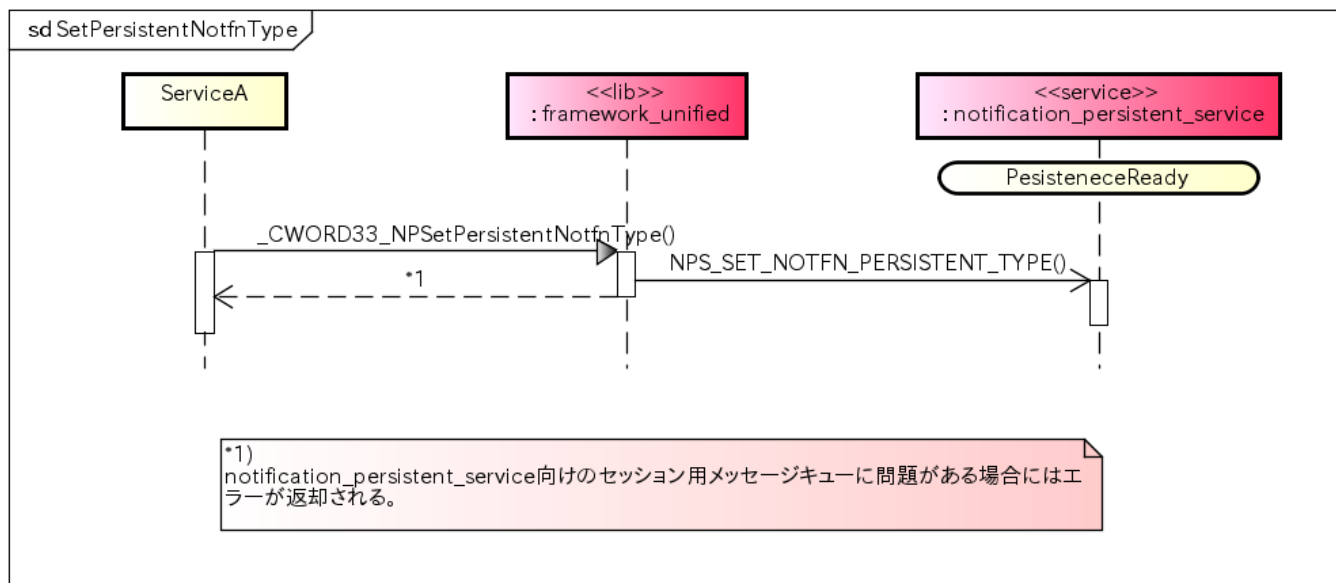 sd SetPersistentNotfnType
ServiceA
<<lib>>
: framework_unified
<<service>>
: notification_persistent_service
PesisteneceReady
_CWORD33_NPSetPersistentNotfnType()
NPS_SET_NOTFN_PERSISTENT_TYPE()
*1
*1)
notification_persistent_service向けのセッション用メッセージキューに問題がある場合にはエ
ラーが返却される。